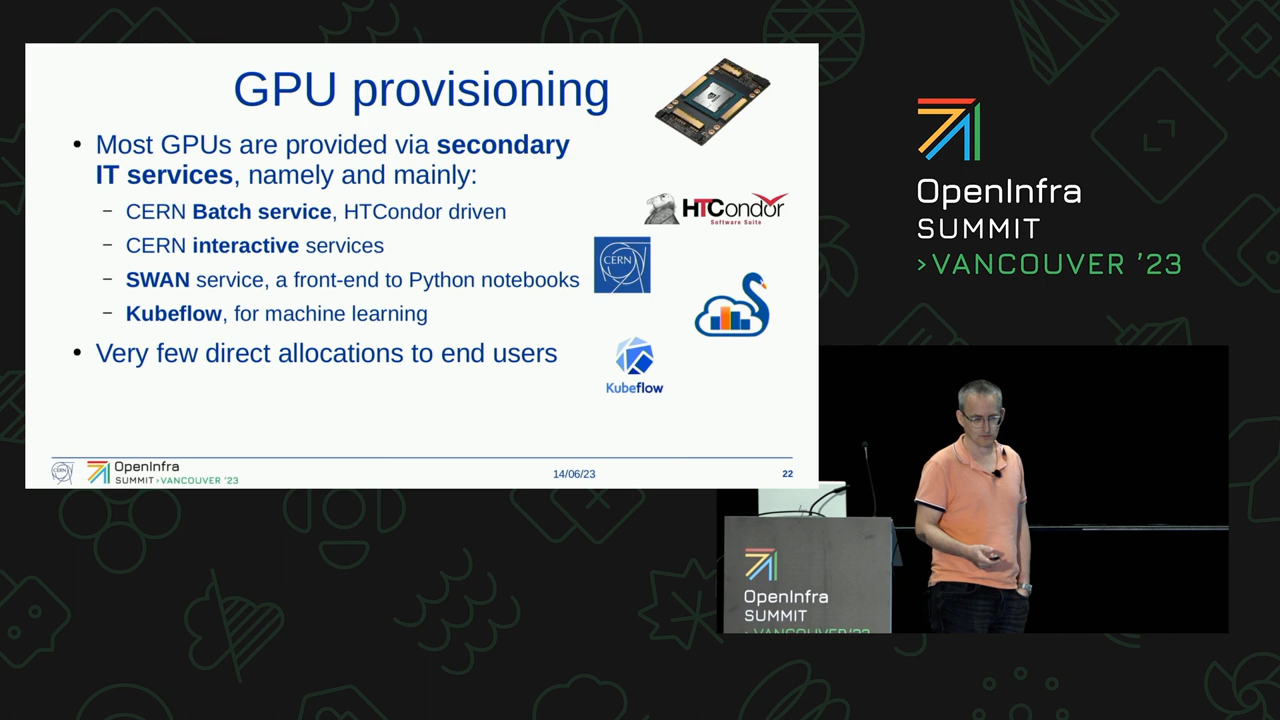 GPU provisioning
• Most GPUs are provided via secondary
IT services, namely and mainly:
– CERN Batch service, HTCondor driven
– CERN interactive services
– SWAN service, a front-end to Python notebooks
– Kubeflow, for machine learning
• Very few direct allocations to end users
HTCondor
Software Suite
CERN
Kubeflow
CERN
OpenInfra
SUMMIT >VANCOUVER '23
14/06/23
22
OpenInfra
SUMMIT
>VANCOUVER '23
OpenInfra
SUMMIT
>VANCOUVER'23